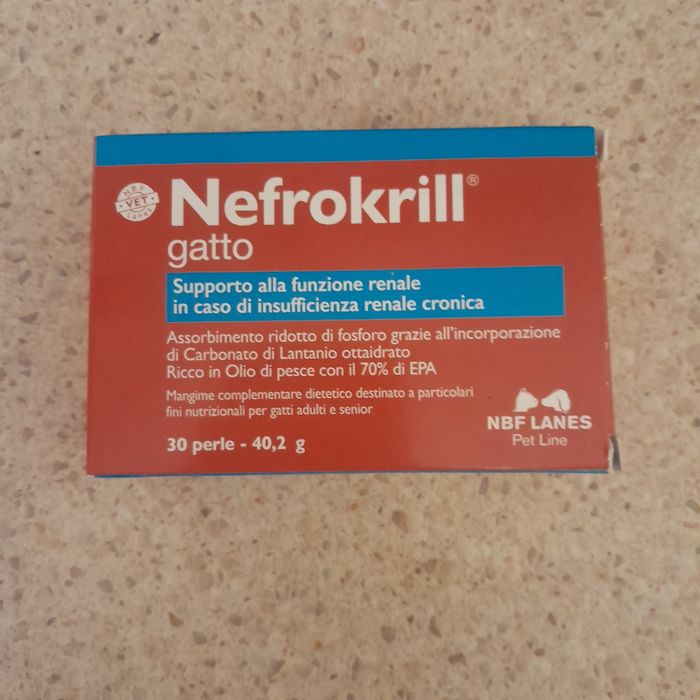 N.B.F.
VET
Lanes
Nefrokrill®
gatto
Supporto alla funzione renale
in caso di insufficienza renale cronica
Assorbimento ridotto di fosforo grazie all'incorporazione
di Carbonato di Lantanio ottaidrato
Ricco in Olio di pesce con il 70% di EPA
Mangime complementare dietetico destinato a particolari
fini nutrizionali per gatti adulti e senior
30 perle - 40,2 g
NBF LANES
Pet Line